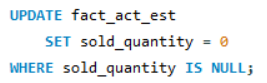 UPDATE fact_act_est
SET sold_quantity = 0
WHERE sold_quantity IS NULL;